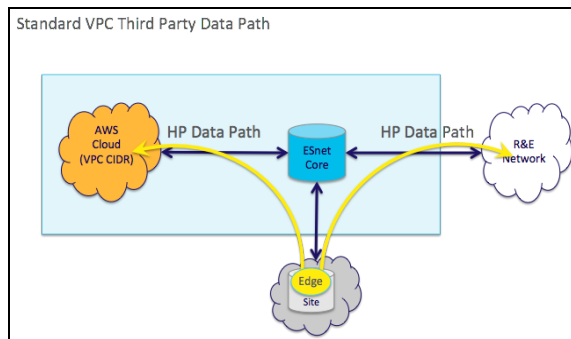 Standard VPC Third Party Data Path
AWS
Cloud
(VPC CIDR)
HP Data Path
ESnet
Core
HP Data Path
R&E
Network
Edge
Site